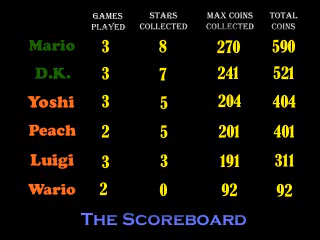 GAMES PLAYED STARS COLLECTED MAX COINS COLLECTED TOTAL COINS
Mario 3 8 270 590
D.K. 3 7 241 521
Yoshi 3 5 204 404
Peach 2 5 201 401
Luigi 3 3 191 311
Wario 2 0 92 92
THE SCOREBOARD